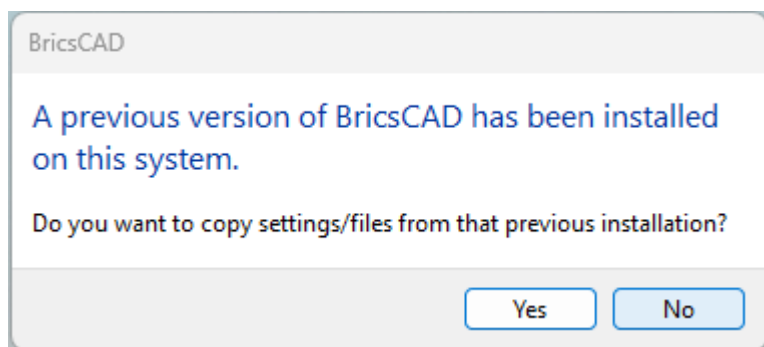 BricsCAD
A previous version of BricsCAD has been installed
on this system.
Do you want to copy settings/files from that previous installation?
Yes No